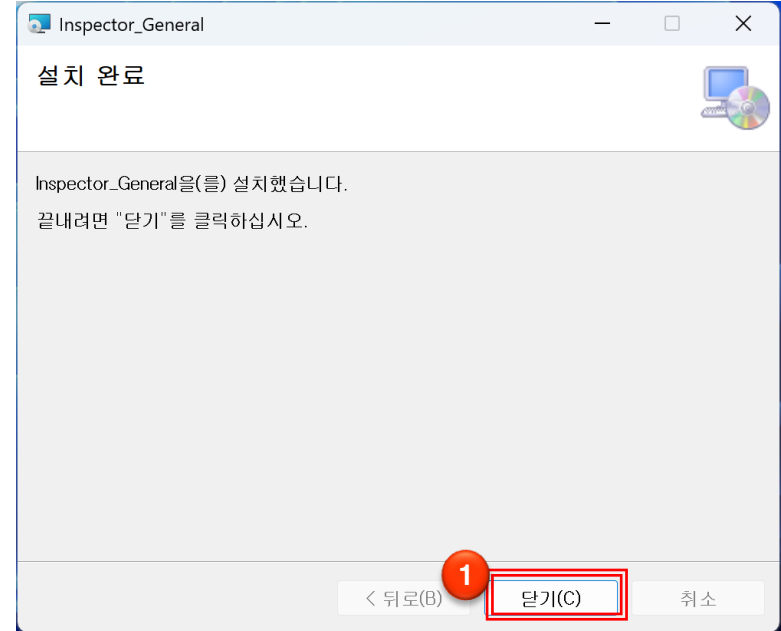 Inspector_General
설치 완료
Inspector_General을(를) 설치했습니다.
끝내려면 "닫기"를 클릭하십시오.
1
< 뒤로(B)
닫기(C)
취소